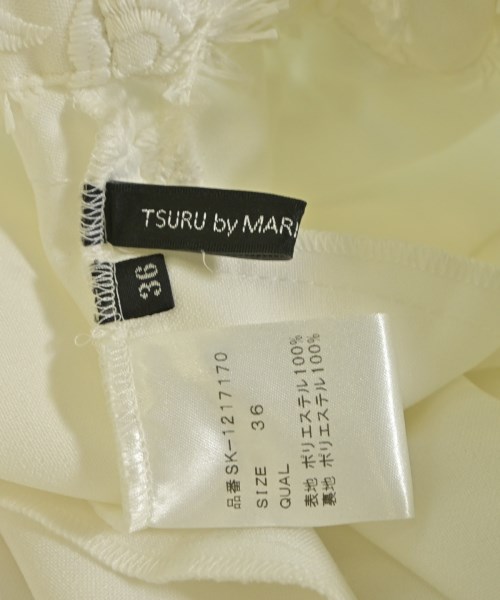 TSURU by MARI
36
品番 SK-1217170
SIZE 36
QUAL
表地 ポリエステル100%
裏地 ポリエステル100%